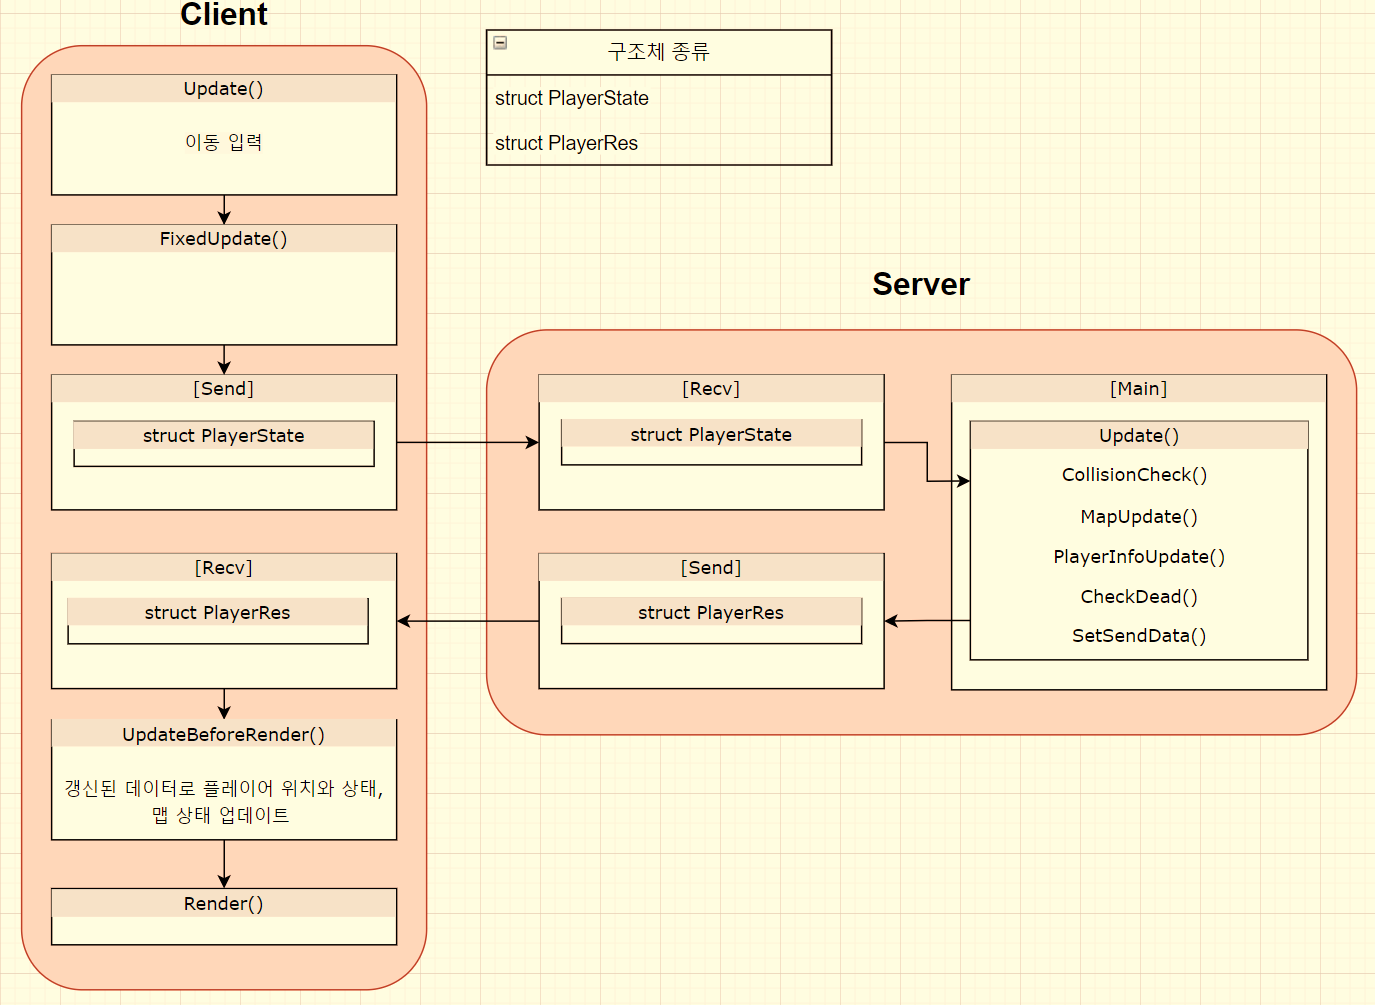 Client
Update()
이동 입력
FixedUpdate()
[Send]
struct PlayerState
[Recv]
struct PlayerRes
UpdateBeforeRender()
갱신된 데이터로 플레이어 위치와 상태,
맵 상태 업데이트
Render()
구조체 종류
struct PlayerState
struct PlayerRes
Server
[Recv]
struct PlayerState
[Send]
struct PlayerRes
[Main]
Update()
CollisionCheck()
MapUpdate()
PlayerInfoUpdate()
CheckDead()
SetSendData()